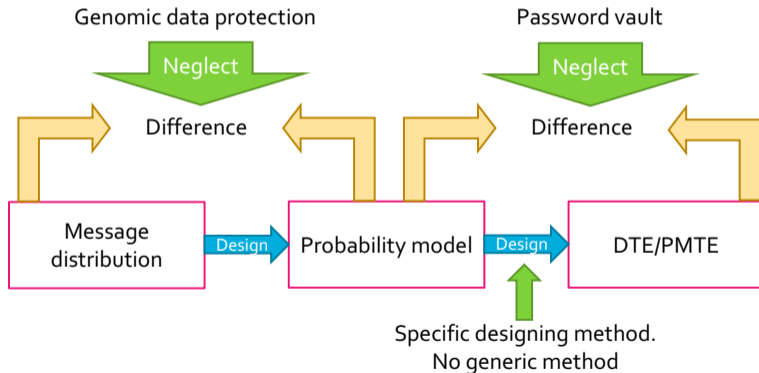 Genomic data protection
Password vault
Neglect
Neglect
Difference
Difference
Message
distribution
Design
Probability model
Design
DTE/PMTE
Specific designing method.
No generic method